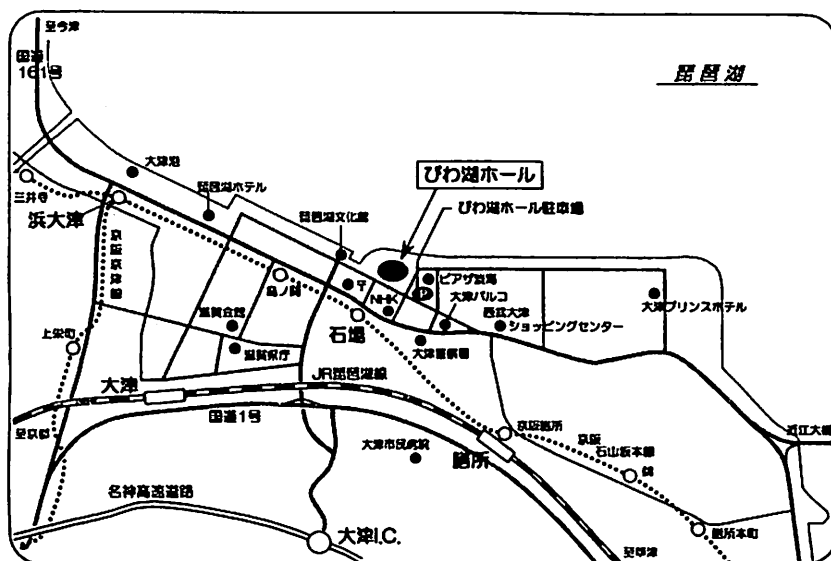 至今津
国道
161号
琵琶湖
大津港
三井寺
琵琶湖ホテル
びわ湖ホール
浜大津
琵琶湖文化館
びわ湖ホール駐車場
京阪京津線
〒
ピアザ淡海
P
NHK
大津パルコ
島ノ関
石場
滋賀会館
西武大津
ショッピングセンター
大津プリンスホテル
上栄町
滋賀県庁
大津警察署
大津
JR琵琶湖線
国道1号
至京都
京阪膳所
京阪
石山坂本線
近江大橋
大津市民病院
膳所
錦
名神高速道路
大津I.C.
膳所本町
至草津